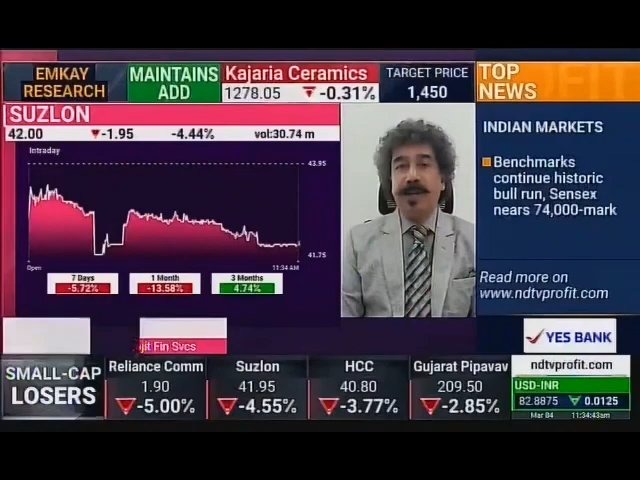 EMKAY
RESEARCH
MAINTAINS
ADD
Kajaria Ceramics
1278.05 -0.31%
TARGET PRICE
1,450
TOP
NEWS
SUZLON
42.00 -1.95 -4.44% vol:30.74 m
Intraday
43.95
41.75
Open
11:34 AM
7 Days
-5.72%
1 Month
-13.58%
3 Months
4.74%
INDIAN MARKETS
Benchmarks
continue historic
bull run, Sensex
nears 74,000-mark
Read more on
www.ndtvprofit.com
Fin Svcs
YES BANK
SMALL-CAP
LOSERS
Reliance Comm
1.90
-5.00%
Suzlon
41.95
-4.55%
HCC
40.80
-3.77%
Gujarat Pipavav
209.50
-2.85%
ndtvprofit.com
USD-INR
82.8875 0.0125
Mar 04 11:34:43am